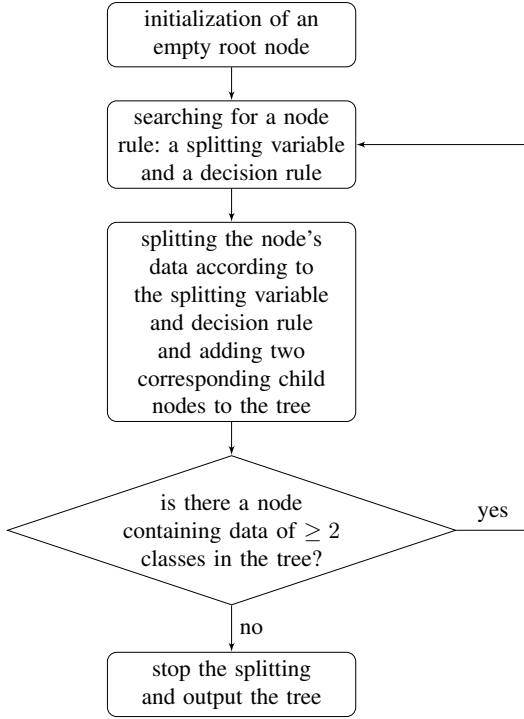 initialization of an
empty root node
searching for a node
rule: a splitting variable
and a decision rule
splitting the node's
data according to
the splitting variable
and decision rule
and adding two
corresponding child
nodes to the tree
is there a node
containing data of ≥ 2
classes in the tree?
yes
no
stop the splitting
and output the tree